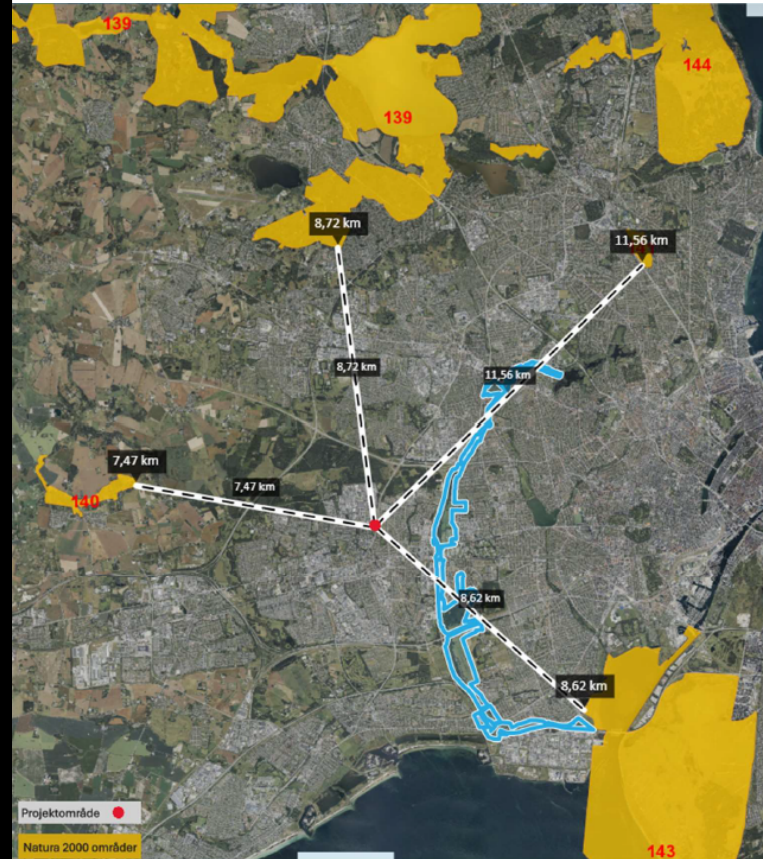 139
144
139
8,72 km
11,56 km
8,72 km
11,56 km
7,47 km
7,47 km
140
8,62 km
8,62 km
Projektområde
Natura 2000 områder
143